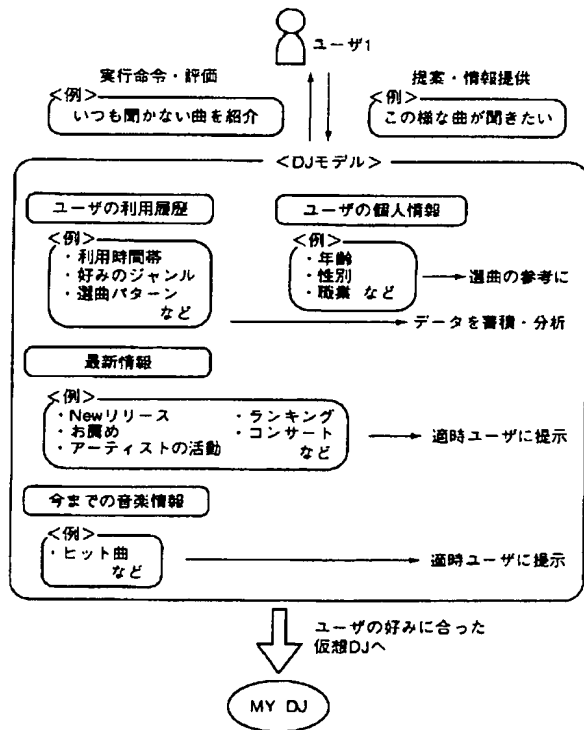 ユーザ1
実行命令・評価
<例>
いつも聞かない曲を紹介
提案・情報提供
<例>
この様な曲が聞きたい
<DJモデル>
ユーザの利用履歴
<例>
・利用時間帯
・好みのジャンル
・選曲パターン
など
ユーザの個人情報
<例>
・年齢
・性別
・職業 など
選曲の参考に
データを蓄積・分析
最新情報
<例>
・Newリリース
・お薦め
・アーティストの活動
・ランキング
・コンサート
など
適時ユーザに提示
今までの音楽情報
<例>
・ヒット曲
など
適時ユーザに提示
ユーザの好みに合った
仮想DJへ
MY DJ